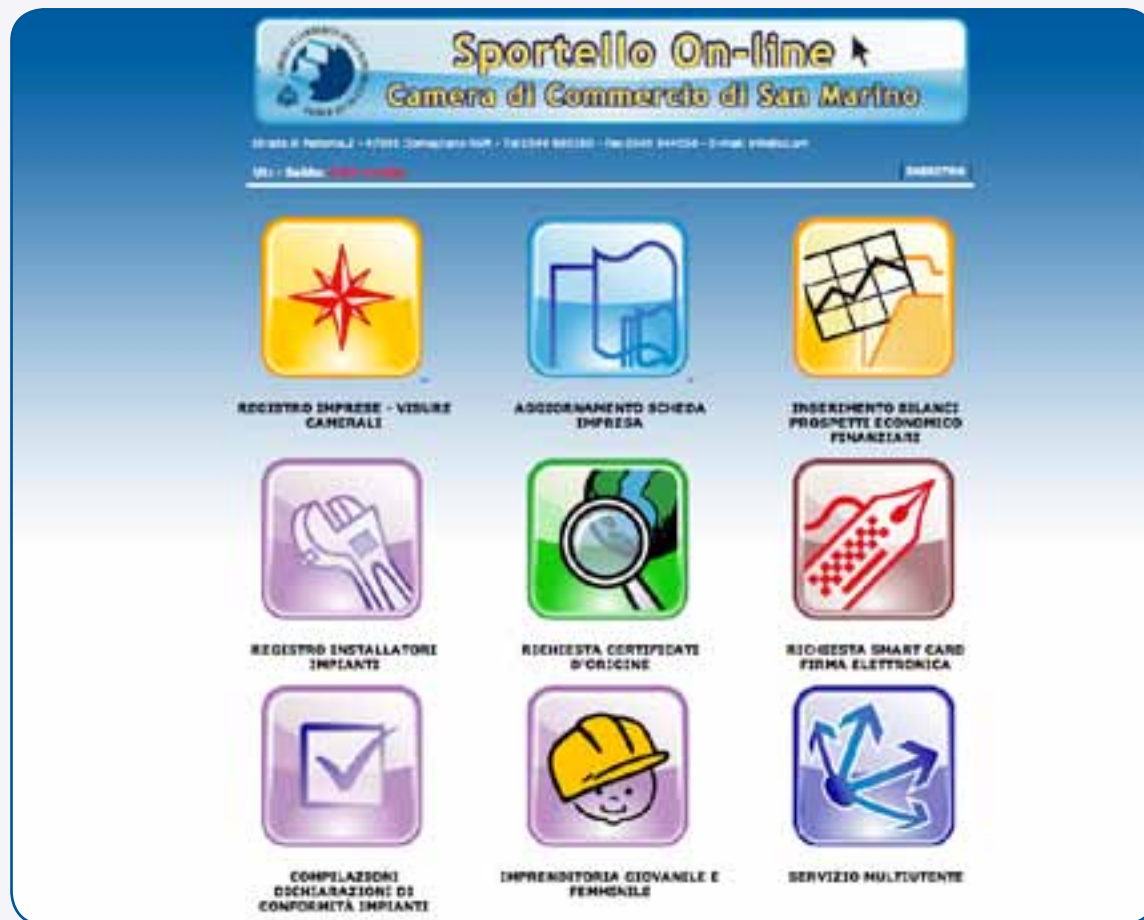 Sportello On-line
Camera di Commercio di San Marino
REGISTRO IMPRESE - VISURE
CAMERALI
AGGIORNAMENTO SCHEDA
IMPRESA
INSERIMENTO BILANCI
PROSPETTI ECONOMICO
FINANZIARI
REGISTRO INSTALLATORI
IMPIANTI
RICHIESTA CERTIFICATI
D'ORIGINE
RICHIESTA SMART CARD
FIRMA ELETTRONICA
COMPILAZIONI
DICHIARAZIONI DI
CONFORMITÀ IMPIANTI
IMPRENDITORIA GIOVANILE E
FEMMINILE
SERVIZIO MULTIUTENTE